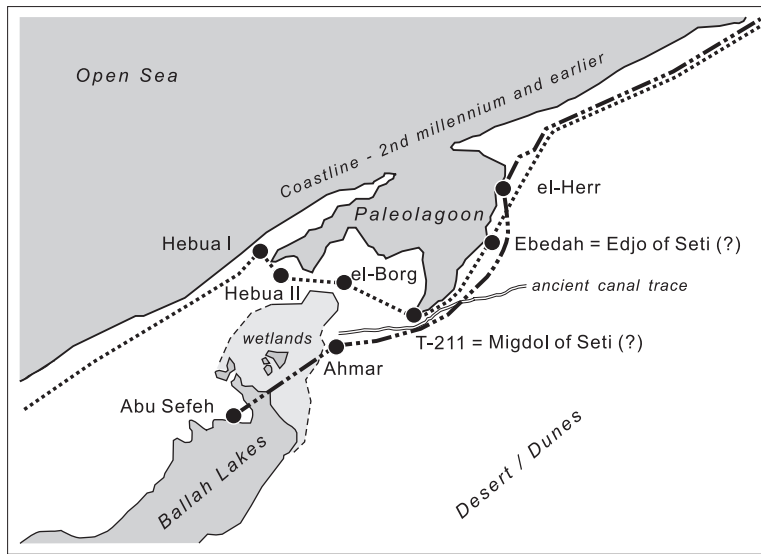 Open Sea
Coastline - 2nd millennium and earlier
el-Herr
Paleolagoon
Hebua I
Ebedah = Edjo of Seti (?)
el-Borg
Hebua II
ancient canal trace
wetlands
T-211 = Migdol of Seti (?)
Ahmar
Abu Sefeh
Ballah Lakes
Desert / Dunes